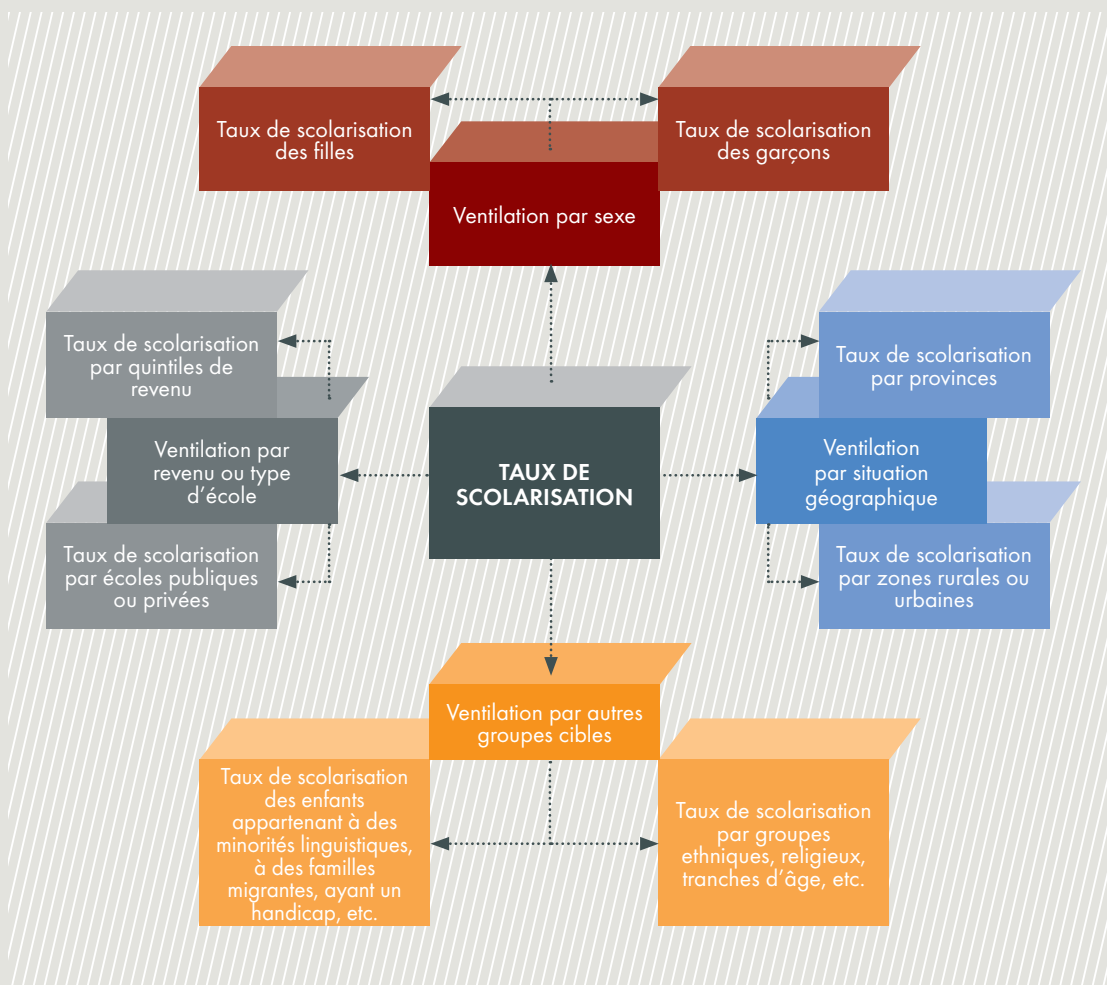 Taux de scolarisation
des filles
Taux de scolarisation
des garçons
Ventilation par sexe
Taux de scolarisation
par quintiles de
revenu
Ventilation par
revenu ou type
d’école
Taux de scolarisation
par écoles publiques
ou privées
TAUX DE
SCOLARISATION
Taux de scolarisation
par provinces
Ventilation
par situation
géographique
Taux de scolarisation
par zones rurales ou
urbaines
Ventilation par autres
groupes cibles
Taux de scolarisation
des enfants
appartenant à des
minorités linguistiques,
à des familles
migrantes, ayant un
handicap, etc.
Taux de scolarisation
par groupes
ethniques, religieux,
tranches d’âge, etc.